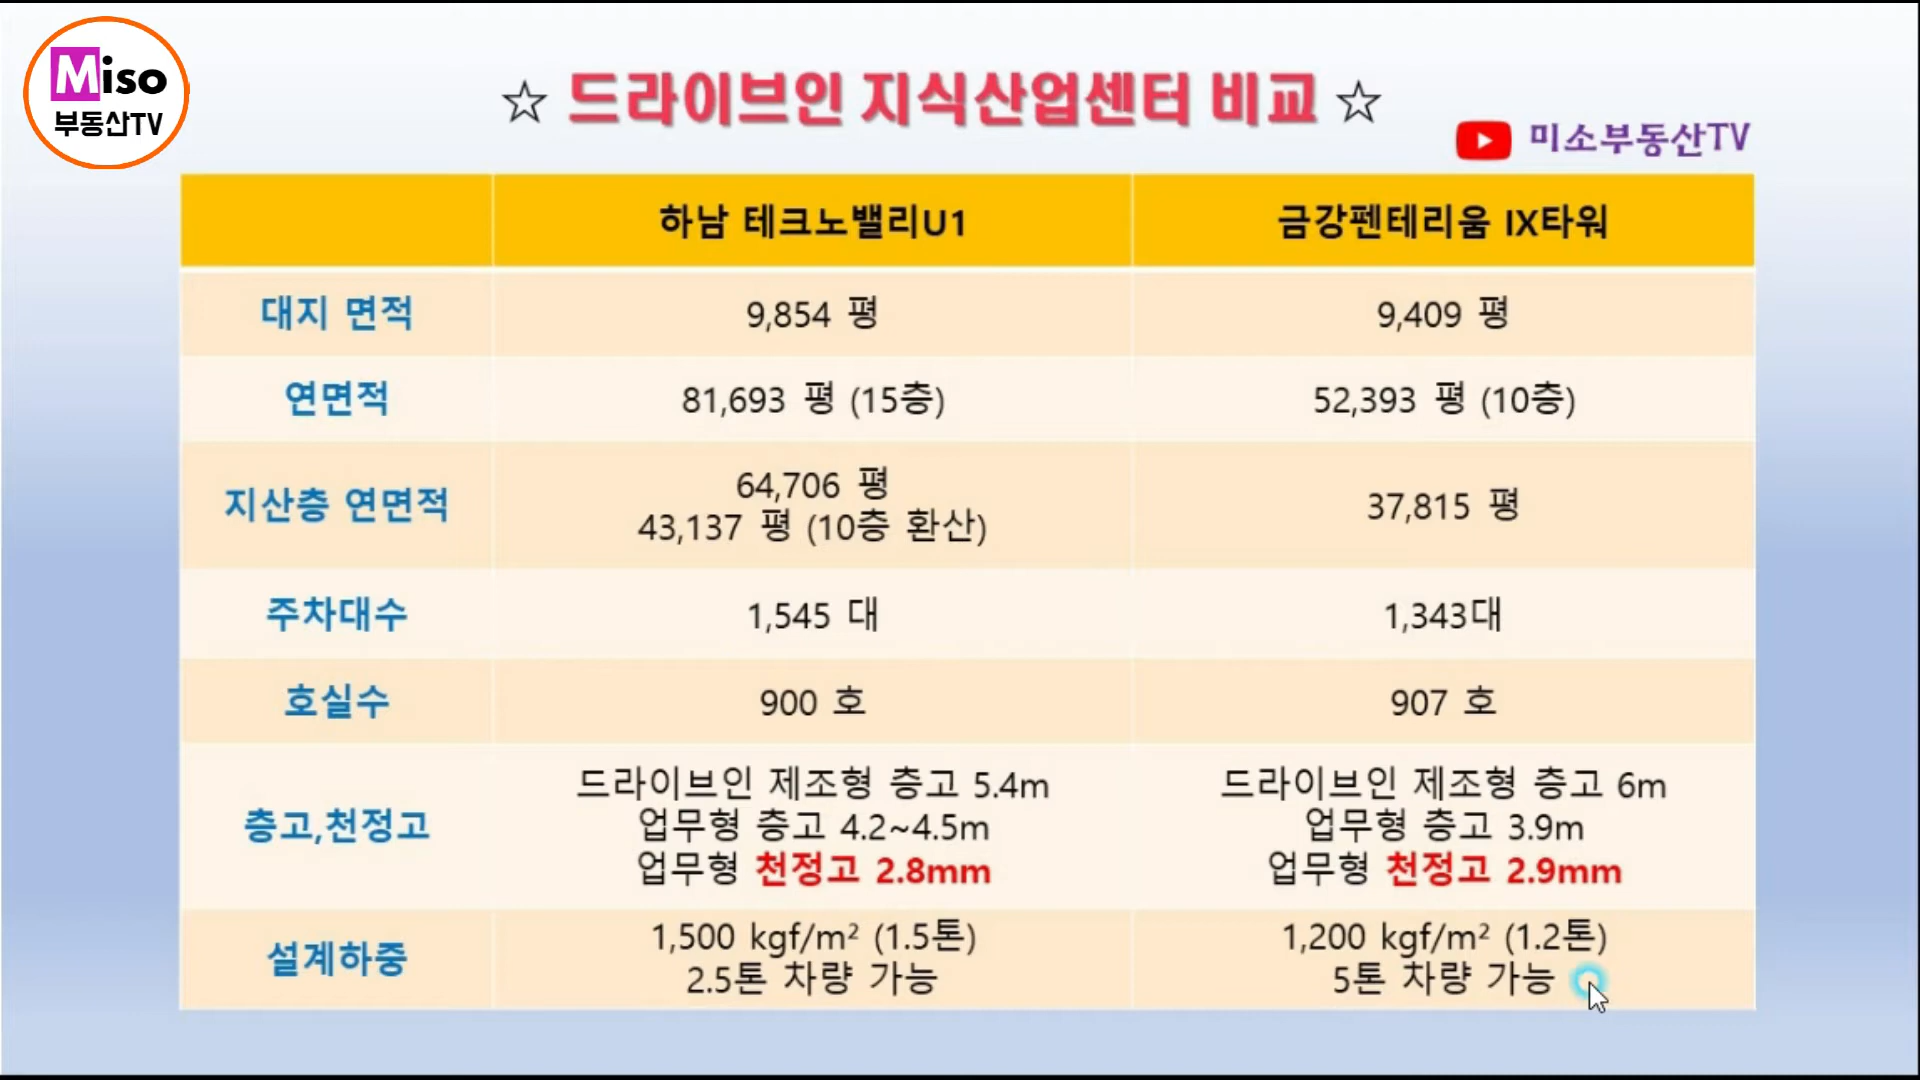 Miso
부동산TV
☆ 드라이브인 지식산업센터 비교 ☆
미소부동산TV
하남 테크노밸리U1
금강펜테리움 IX타워
대지 면적
9,854 평
9,409 평
연면적
81,693 평 (15층)
52,393 평 (10층)
지산층 연면적
64,706 평
43,137 평 (10층 환산)
37,815 평
주차대수
1,545 대
1,343대
호실수
900 호
907 호
층고,천정고
드라이브인 제조형 층고 5.4m
업무형 층고 4.2~4.5m
업무형 천정고 2.8mm
드라이브인 제조형 층고 6m
업무형 층고 3.9m
업무형 천정고 2.9mm
설계하중
1,500 kgf/m² (1.5톤)
2.5톤 차량 가능
1,200 kgf/m² (1.2톤)
5톤 차량 가능